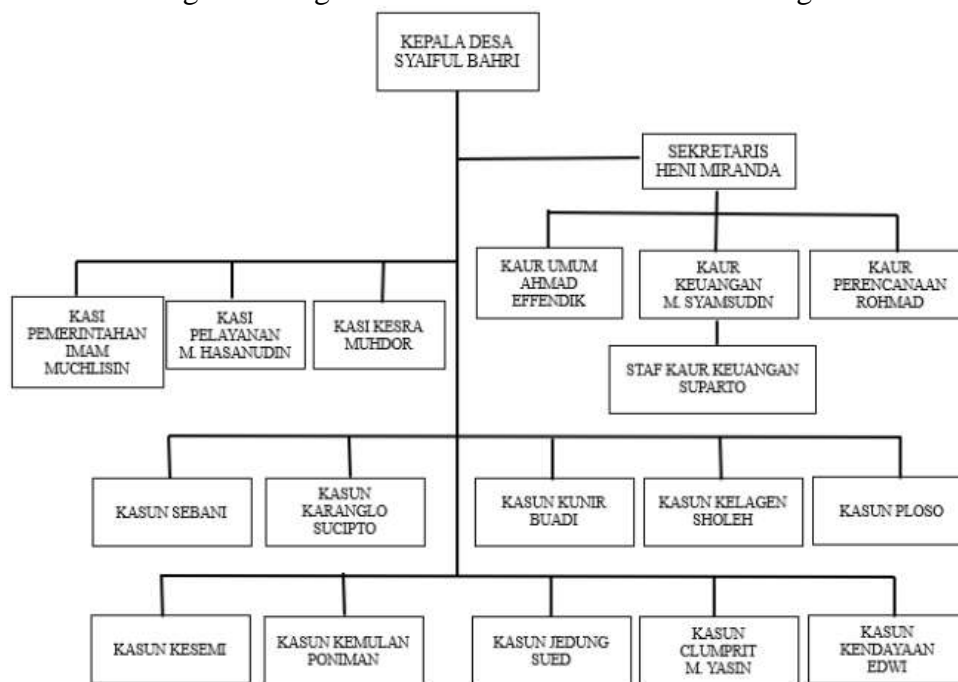 KEPALA DESA
SYAIFUL BAHRI
SEKRETARIS
HENI MIRANDA
KAUR UMUM
AHMAD
EFFENDIK
KAUR
KEUANGAN
M. SYAMSUDIN
KAUR
PERENCANAAN
ROHMAD
KASI
PEMERINTAHAN
IMAM
MUCHLISIN
KASI
PELAYANAN
M. HASANUDIN
KASI KESRA
MUHDOR
STAF KAUR KEUANGAN
SUPARTO
KASUN SEBANI
KASUN
KARANGLO
SUCIPTO
KASUN KUNIR
BUADI
KASUN KELAGEN
SHOLEH
KASUN PLOSO
KASUN KESEMI
KASUN KEMULAN
PONIMAN
KASUN JEDUNG
SUED
KASUN
CLUMPRIT
M. YASIN
KASUN
KENDAYAAN
EDWI